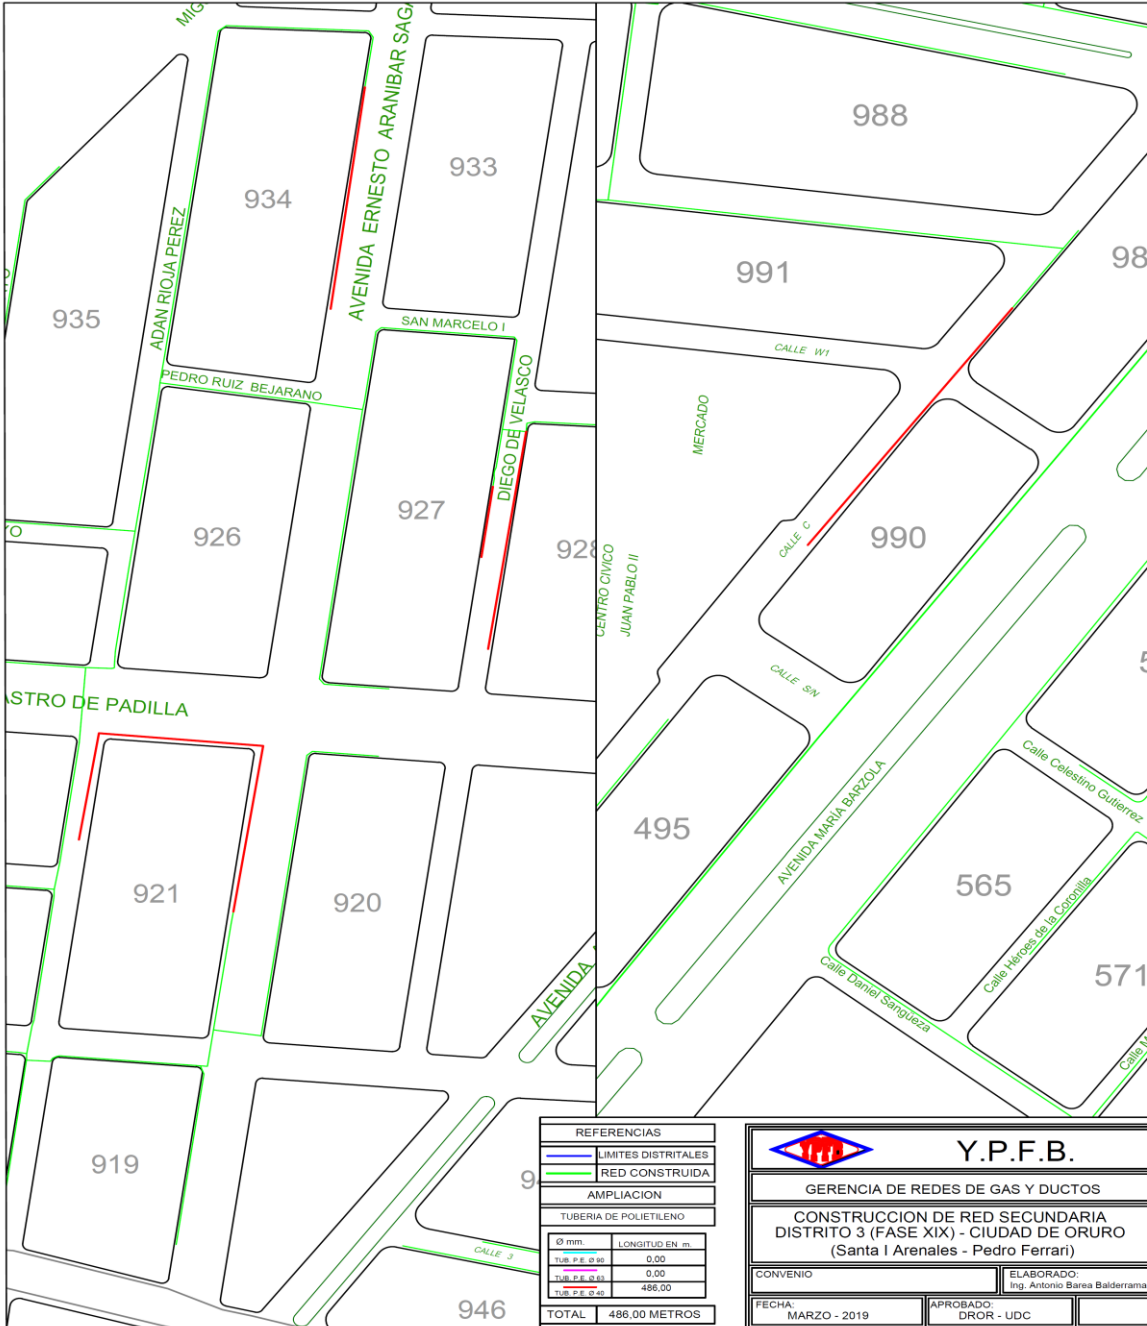 AVENIDA ERNESTO ARANIBAR
934
933
ADAN RIOJA PEREZ
935
SAN MARCELO I
PEDRO RUIZ BEJARANO
DIEGO DE VELASCO
927
926
928
ASTRO DE PADILLA
921
920
AVENIDA
919
988
991
CALLE W1
MERCADO
CENTRO CIVICO
JUAN PABLO II
CALLE C
990
CALLE S/N
495
AVENIDA MARÍA BARZOLA
Calle Celestino Gutierrez
565
Calle Héroes de la Coronilla
571
Calle Daniel Sangueza
CALLE 3
946
REFERENCIAS
LIMITES DISTRITALES
RED CONSTRUIDA
AMPLIACION
TUBERIA DE POLIETILENO
Ø mm. LONGITUD EN m.
TUB. P.E. Ø 90 0,00
TUB. P.E. Ø 63 0,00
TUB. P.E. Ø 40 486,00
TOTAL 486,00 METROS
Y.P.F.B.
GERENCIA DE REDES DE GAS Y DUCTOS
CONSTRUCCION DE RED SECUNDARIA
DISTRITO 3 (FASE XIX) - CIUDAD DE ORURO
(Santa I Arenales - Pedro Ferrari)
CONVENIO
ELABORADO:
Ing. Antonio Barea Balderrama
FECHA:
MARZO - 2019
APROBADO:
DROR - UDC